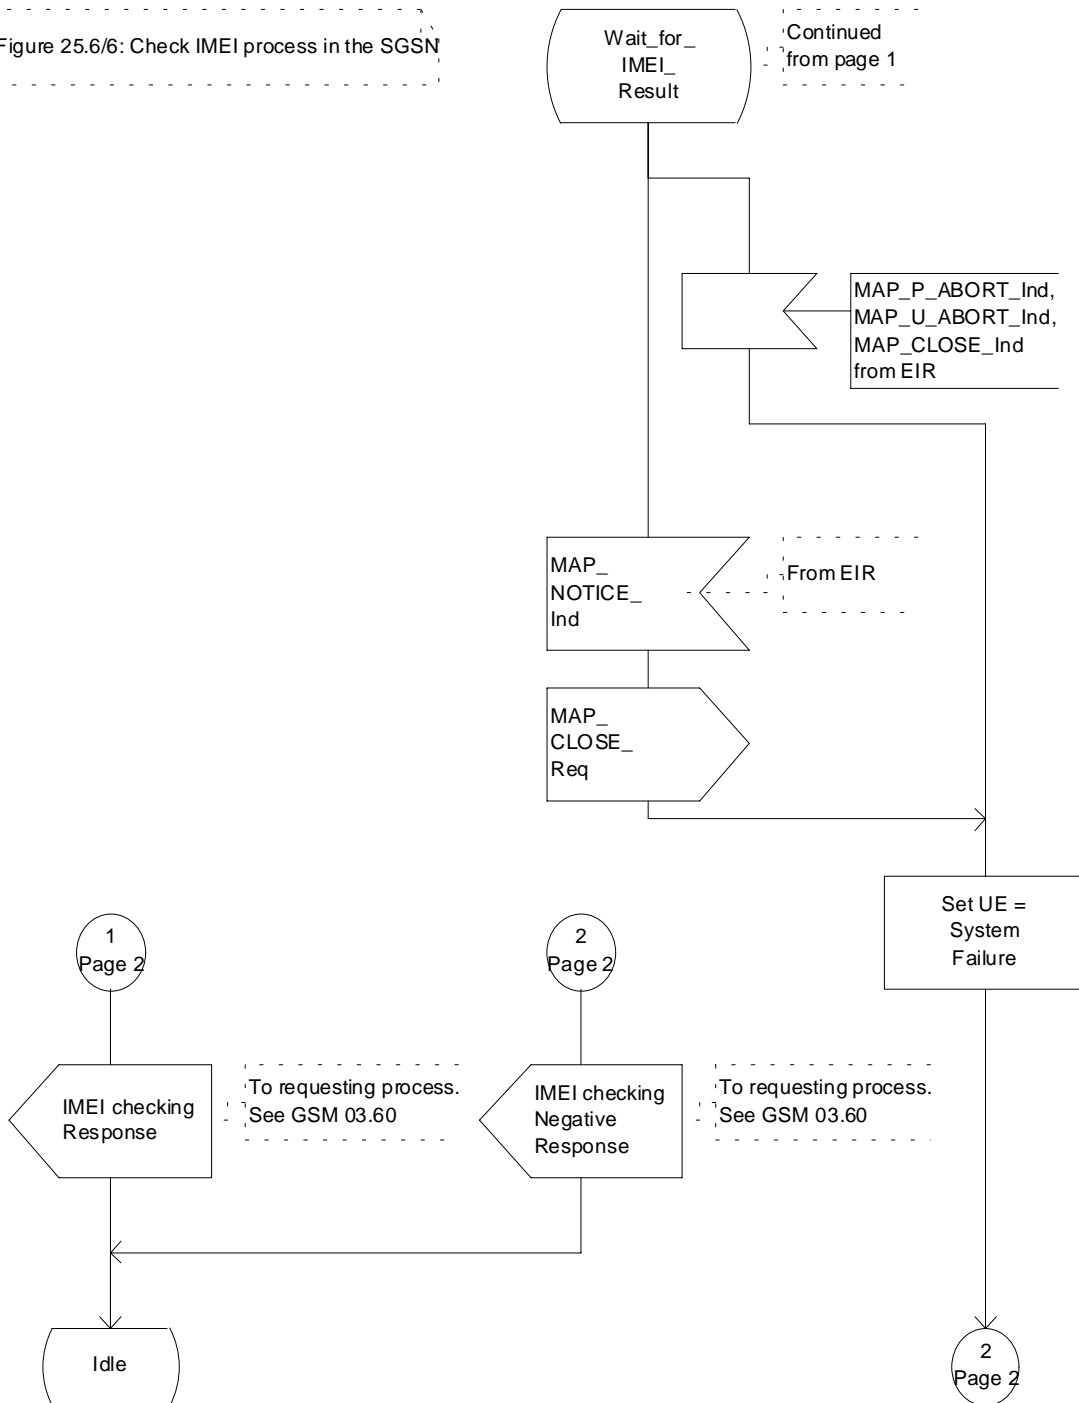 Figure 25.6/6: Check IMEI process in the SGSN
Wait_for_
IMEI_
Result
Continued
from page 1
MAP_P_ABORT_Ind,
MAP_U_ABORT_Ind,
MAP_CLOSE_Ind
from EIR
MAP_
NOTICE_
Ind
From EIR
MAP_
CLOSE_
Req
Set UE =
System
Failure
1
Page 2
2
Page 2
IMEI checking
Response
To requesting process.
See GSM 03.60
IMEI checking
Negative
Response
To requesting process.
See GSM 03.60
Idle
2
Page 2